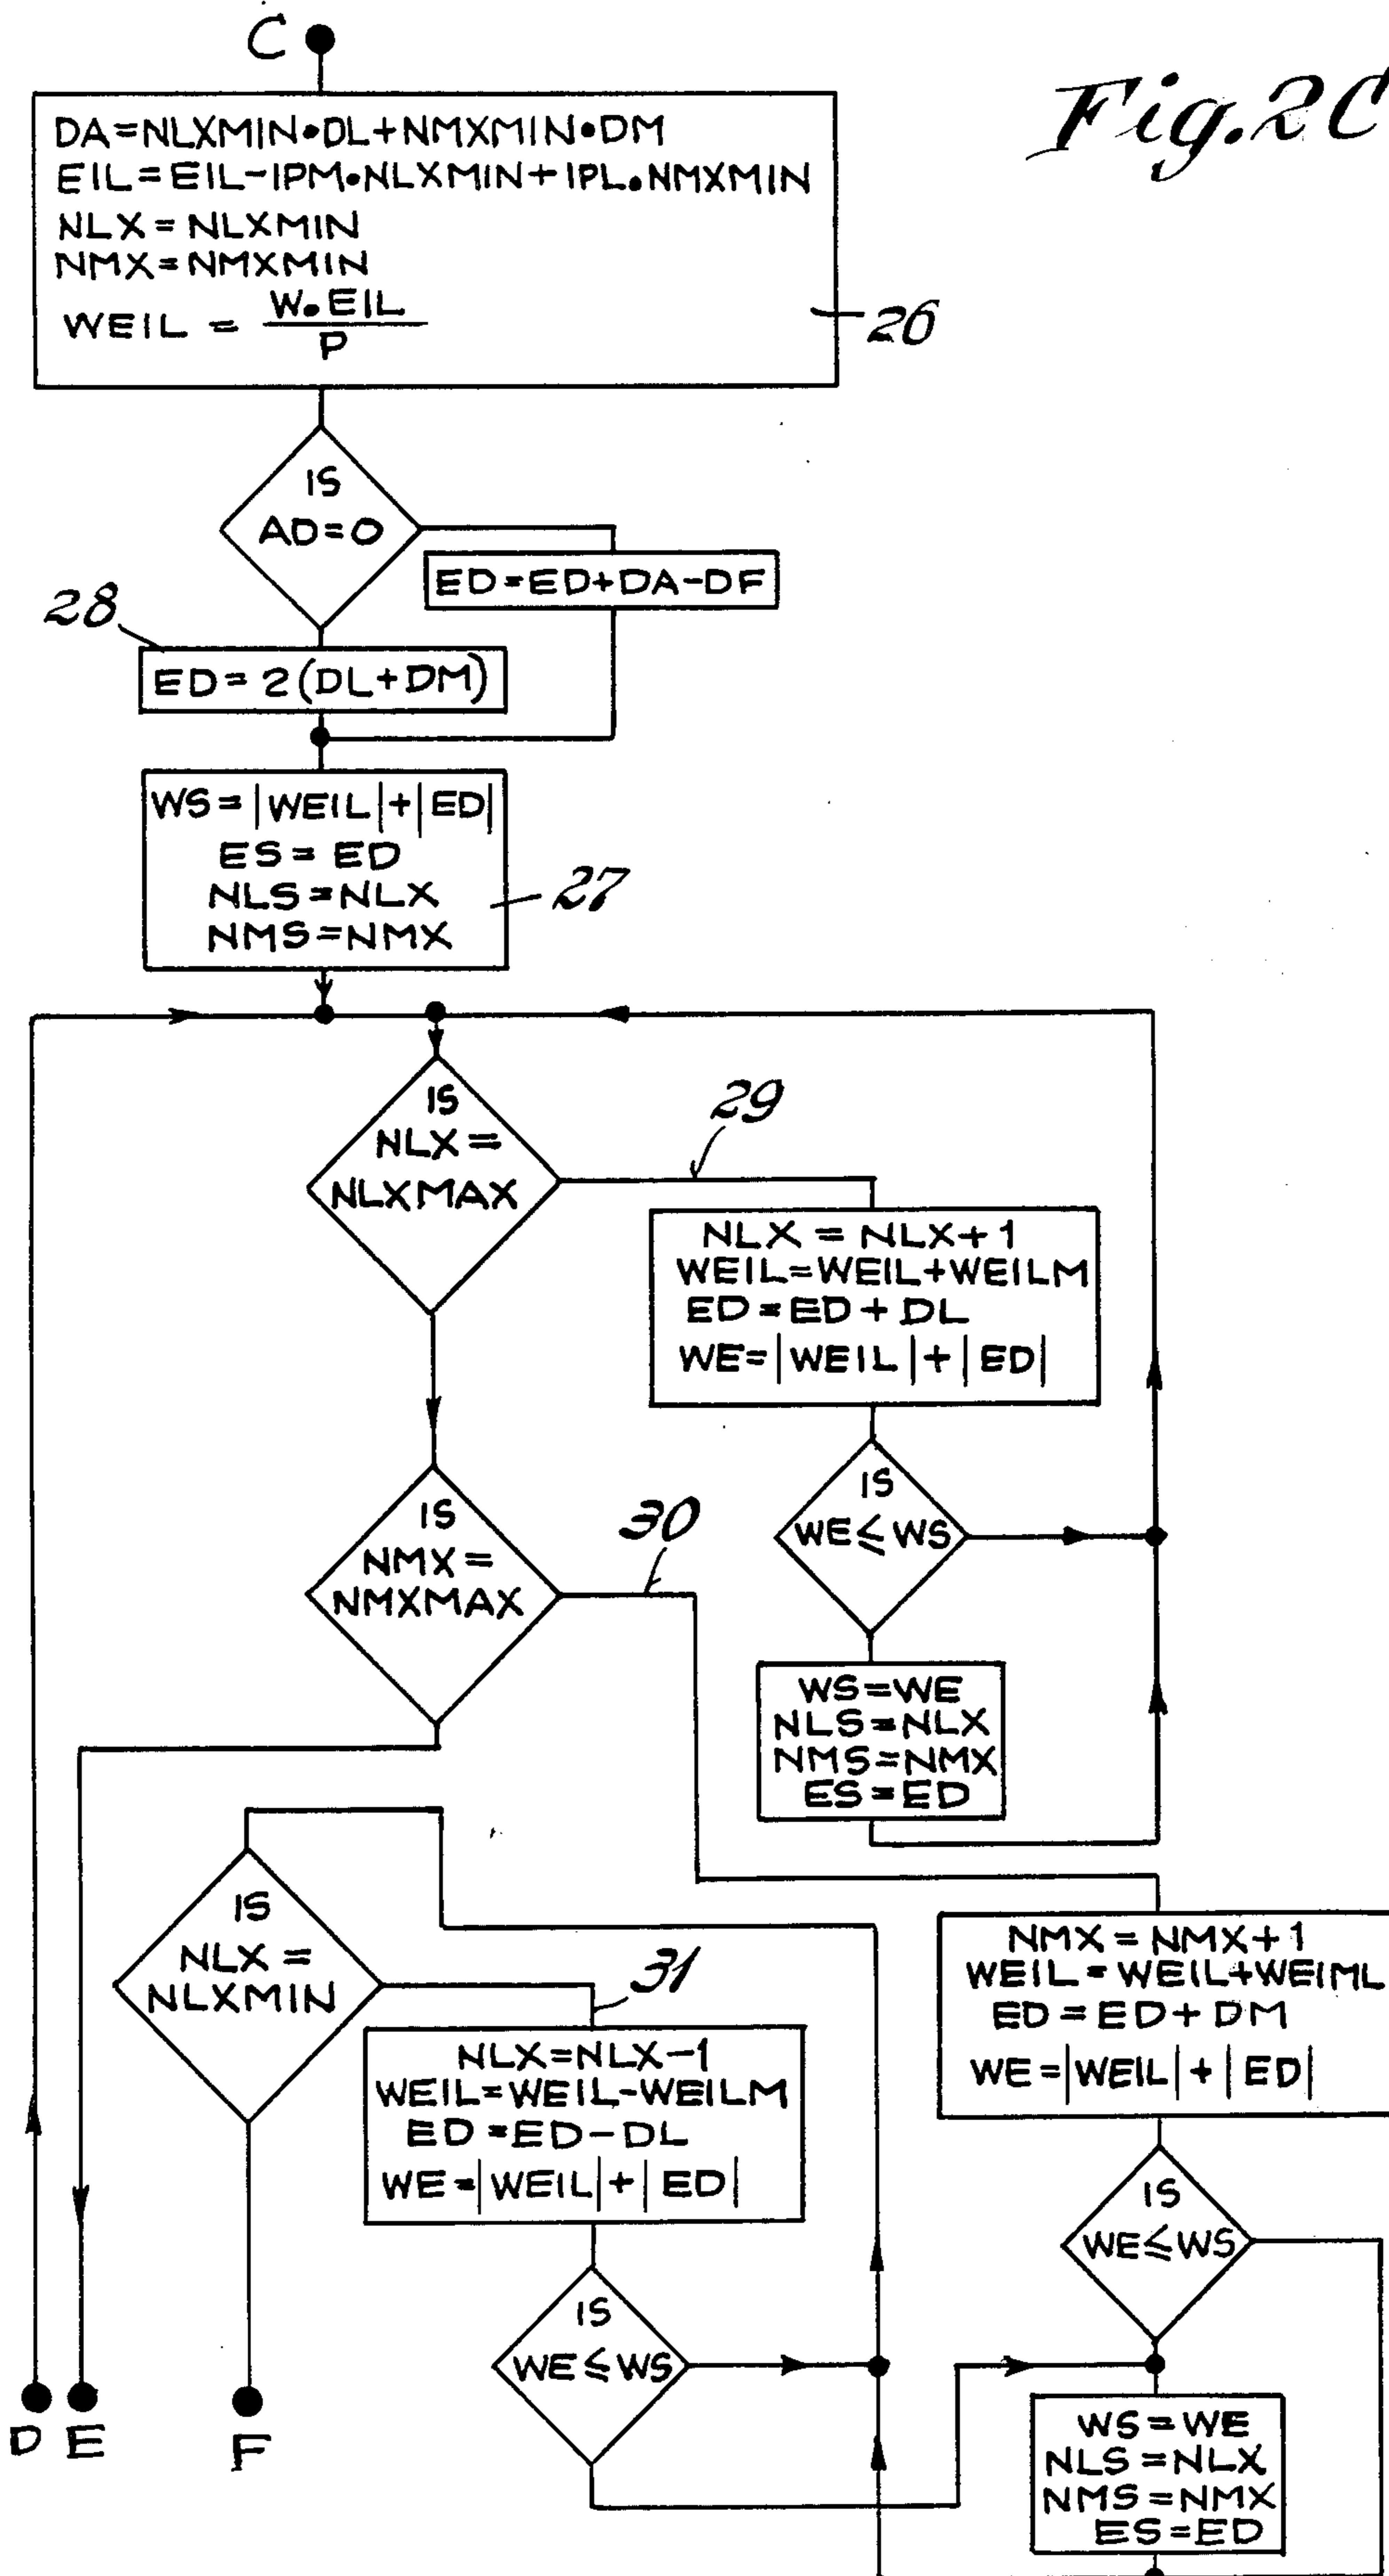 C
Fig. 2C
DA=NLXMIN•DL+NMXMIN•DM
EIL=EIL-IPM•NLXMIN+IPL.NMXMIN
NLX=NLXMIN
NMX=NMXMIN
WEIL = W•EIL
P
26
IS
AD=0
ED=ED+DA-DF
28
ED=2(DL+DM)
WS=|WEIL|+|ED|
ES=ED
NLS=NLX
NMS=NMX
27
IS
NLX=
NLXMAX
29
NLX = NLX+1
WEIL=WEIL+WEILM
ED=ED+DL
WE=|WEIL|+|ED|
IS
WE≤WS
IS
NMX=
NMXMAX
30
WS=WE
NLS=NLX
NMS=NMX
ES=ED
IS
NLX=
NLXMIN
31
NLX=NLX-1
WEIL=WEIL-WEILM
ED=ED-DL
WE=|WEIL|+|ED|
NMX=NMX+1
WEIL=WEIL+WEIML
ED=ED+DM
WE=|WEIL|+|ED|
IS
WE≤WS
IS
WE≤WS
WS=WE
NLS=NLX
NMS=NMX
ES=ED
D E F